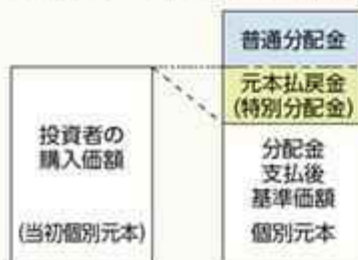 投資者の
購入価額
(当初個別元本)
普通分配金
元本払戻金
(特別分配金)
分配金
支払後
基準価額
個別元本